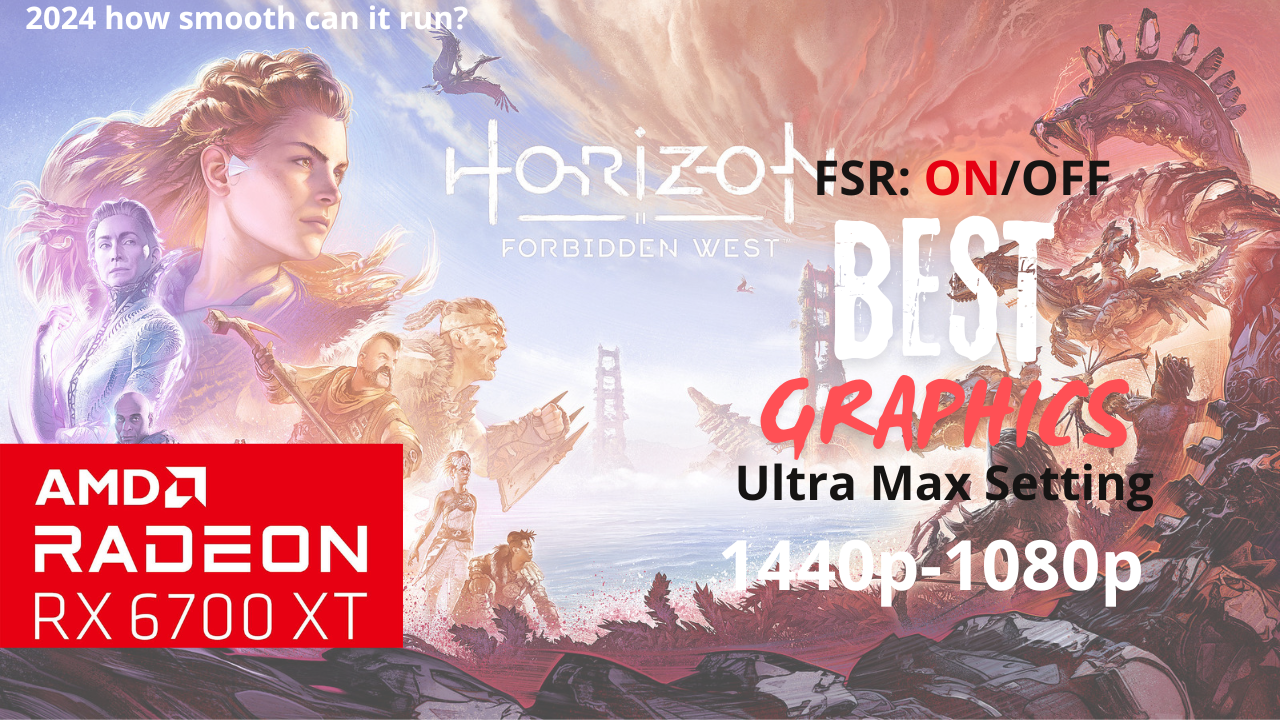 2024 how smooth can it run?
HORIZON
FORBIDDEN WEST
FSR: ON/OFF
BEST
GRAPHICS
Ultra Max Setting
1440p-1080p
AMD
RADEON
RX 6700 XT